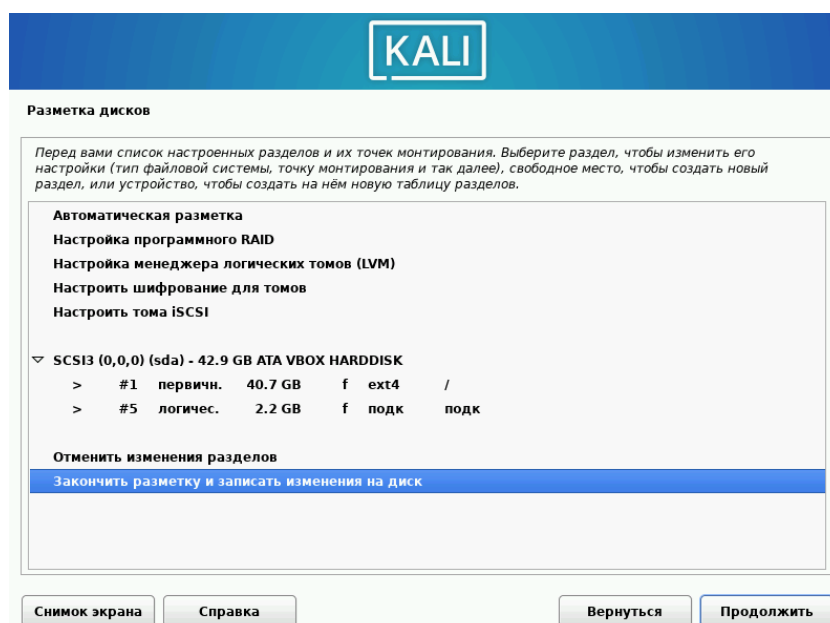 KALI
Разметка дисков
Перед вами список настроенных разделов и их точек монтирования. Выберите раздел, чтобы изменить его
настройки (тип файловой системы, точку монтирования и так далее), свободное место, чтобы создать новый
раздел, или устройство, чтобы создать на нём новую таблицу разделов.
Автоматическая разметка
Настройка программного RAID
Настройка менеджера логических томов (LVM)
Настроить шифрование для томов
Настроить тома iSCSI
SCSI3 (0,0,0) (sda) - 42.9 GB ATA VBOX HARDDISK
> #1 первичн. 40.7 GB f ext4 /
> #5 логичес. 2.2 GB f подк подк
Отменить изменения разделов
Закончить разметку и записать изменения на диск
Снимок экрана Справка Вернуться Продолжить